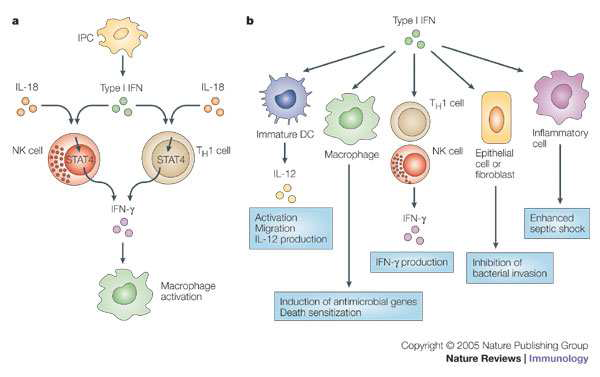 a
IPC
IL-18
Type I IFN
IL-18
NK cell
STAT4
STAT4
TH1 cell
IFN-γ
Macrophage
activation
b
Type I IFN
Immature DC
Macrophage
TH1 cell
NK cell
Epithelial
cell or
fibroblast
Inflammatory
cell
IL-12
IFN-γ
Activation
Migration
IL-12 production
IFN-γ production
Enhanced
septic shock
Inhibition of
bacterial invasion
Induction of antimicrobial genes
Death sensitization
Copyright © 2005 Nature Publishing Group
Nature Reviews | Immunology